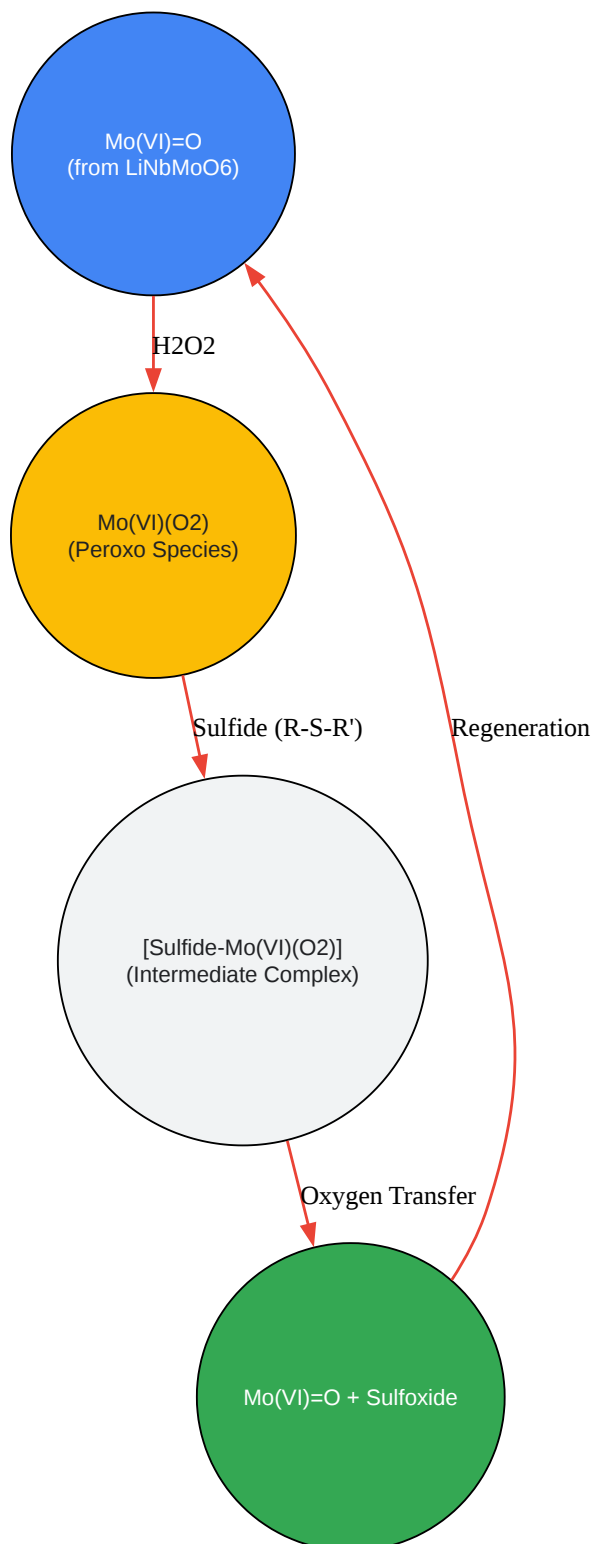 Mo(VI)=O
(from LiNbMoO6)
H2O2
Mo(VI)(O2)
(Peroxo Species)
Sulfide (R-S-R')
Regeneration
[Sulfide-Mo(VI)(O2)]
(Intermediate Complex)
Oxygen Transfer
Mo(VI)=O + Sulfoxide